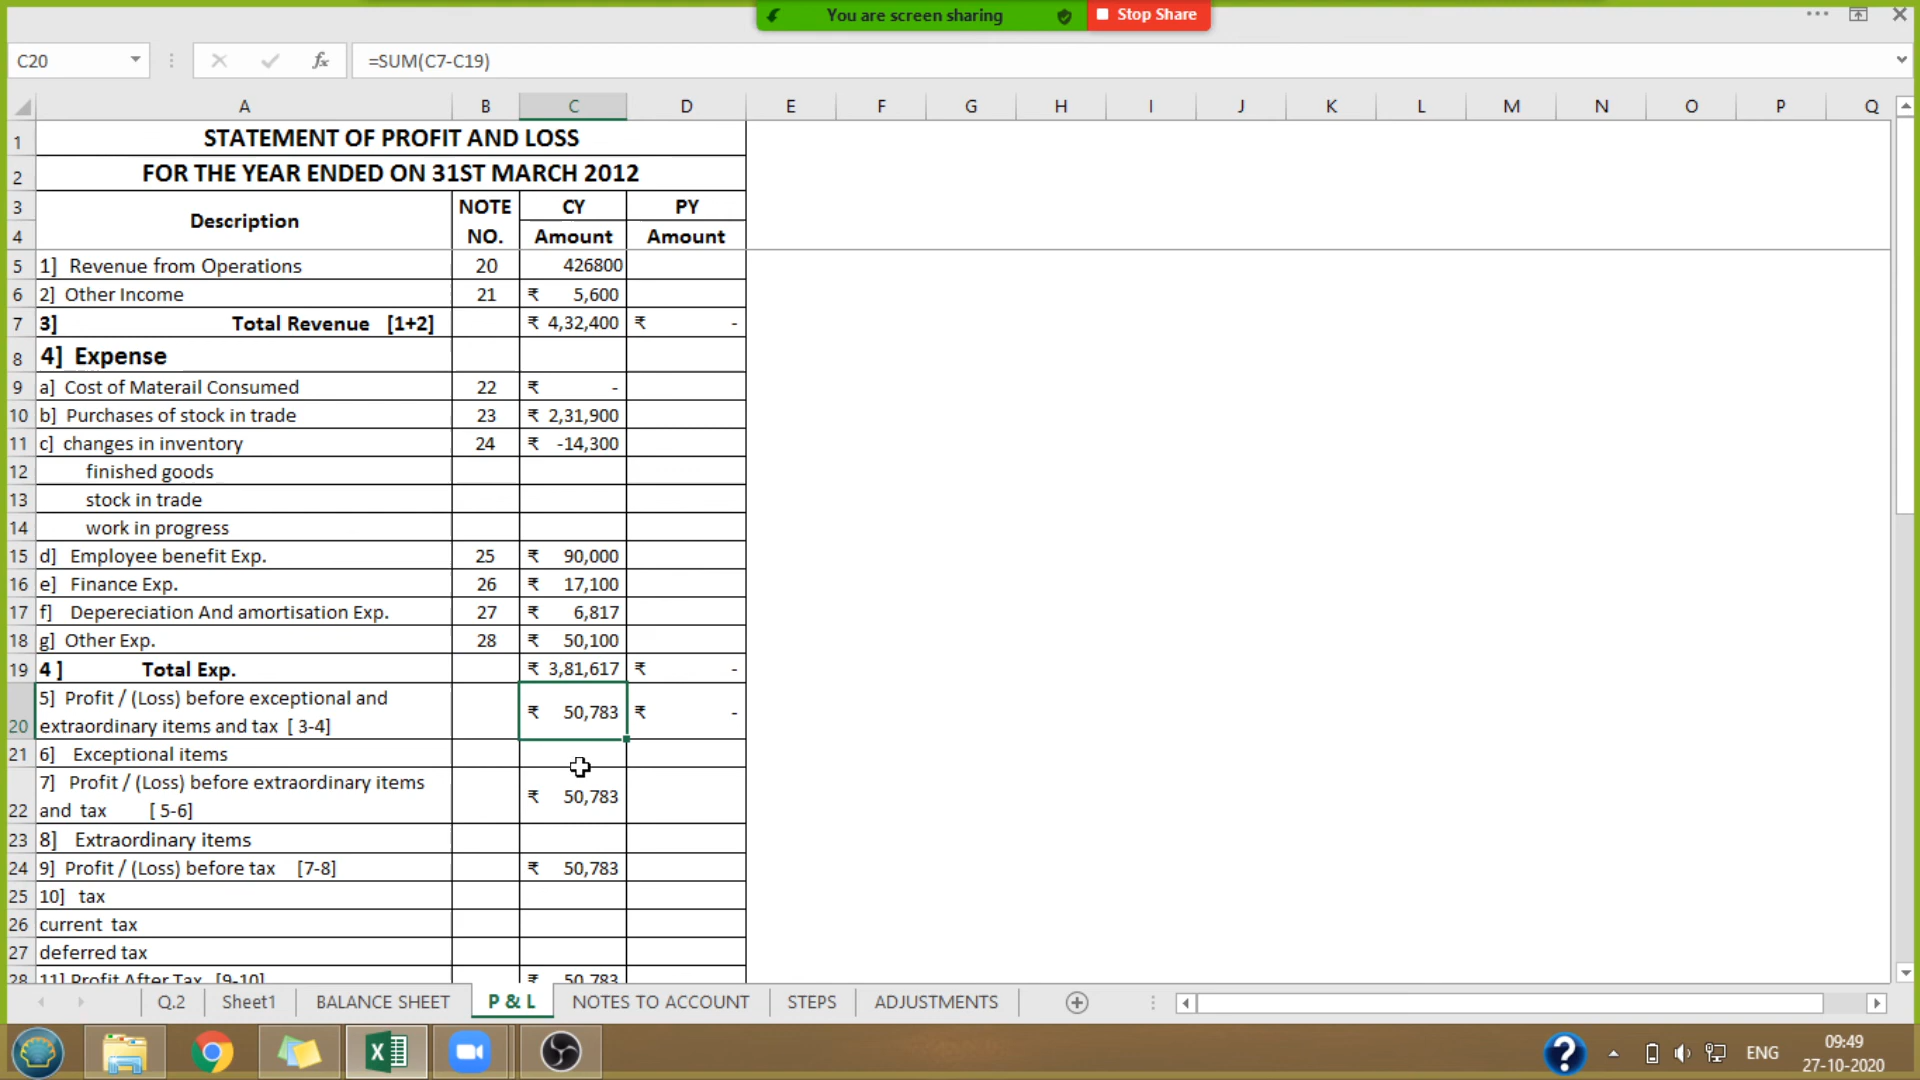 You are screen sharing
Stop Share
C20
fx
=SUM(C7-C19)
A B C D E F G H I J K L M N O P Q
1 STATEMENT OF PROFIT AND LOSS
2 FOR THE YEAR ENDED ON 31ST MARCH 2012
3 Description NOTE CY PY
4 NO. Amount Amount
5 1] Revenue from Operations 20 426800
6 2] Other Income 21 ₹ 5,600
7 3] Total Revenue [1+2] ₹ 4,32,400 ₹ -
8 4] Expense
9 a] Cost of Materail Consumed 22 ₹ -
10 b] Purchases of stock in trade 23 ₹ 2,31,900
11 c] changes in inventory 24 ₹ -14,300
12 finished goods
13 stock in trade
14 work in progress
15 d] Employee benefit Exp. 25 ₹ 90,000
16 e] Finance Exp. 26 ₹ 17,100
17 f] Depereciation And amortisation Exp. 27 ₹ 6,817
18 g] Other Exp. 28 ₹ 50,100
19 4 ] Total Exp. ₹ 3,81,617 ₹ -
5] Profit / (Loss) before exceptional and
20 extraordinary items and tax [ 3-4] ₹ 50,783 ₹ -
21 6] Exceptional items
7] Profit / (Loss) before extraordinary items
22 and tax [ 5-6] ₹ 50,783
23 8] Extraordinary items
24 9] Profit / (Loss) before tax [7-8] ₹ 50,783
25 10] tax
26 current tax
27 deferred tax
28 11] Profit After Tax [9-10] ₹ 50,783
Q.2 Sheet1 BALANCE SHEET P & L NOTES TO ACCOUNT STEPS ADJUSTMENTS
ENG
09:49
27-10-2020